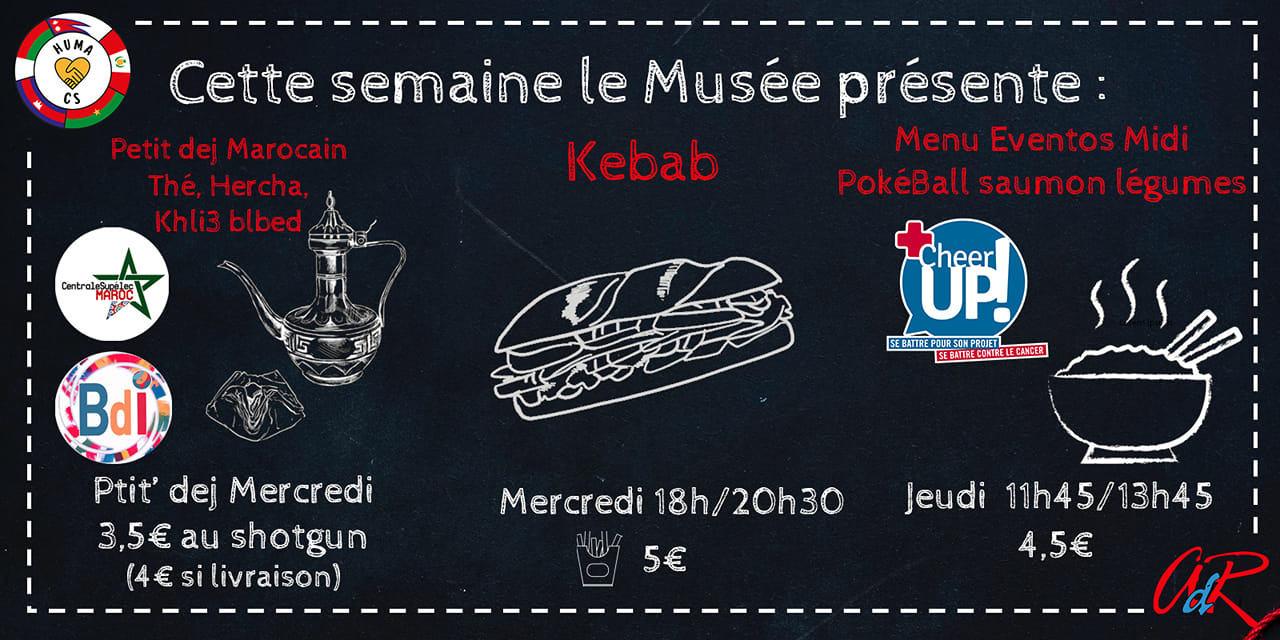 HUMA
CS
Cette semaine le Musée présente :
Petit dej Marocain
Thé, Hercha,
Khli3 blbed
CentraleSupélec
MAROC
Bdi
Ptit' dej Mercredi
3,5€ au shotgun
(4€ si livraison)
Kebab
Mercredi 18h/20h30
5€
Menu Eventos Midi
PokéBall saumon légumes
Cheer
UP!
SE BATTRE POUR SON PROJET
SE BATTRE CONTRE LE CANCER
Jeudi 11h45/13h45
4,5€
AdR